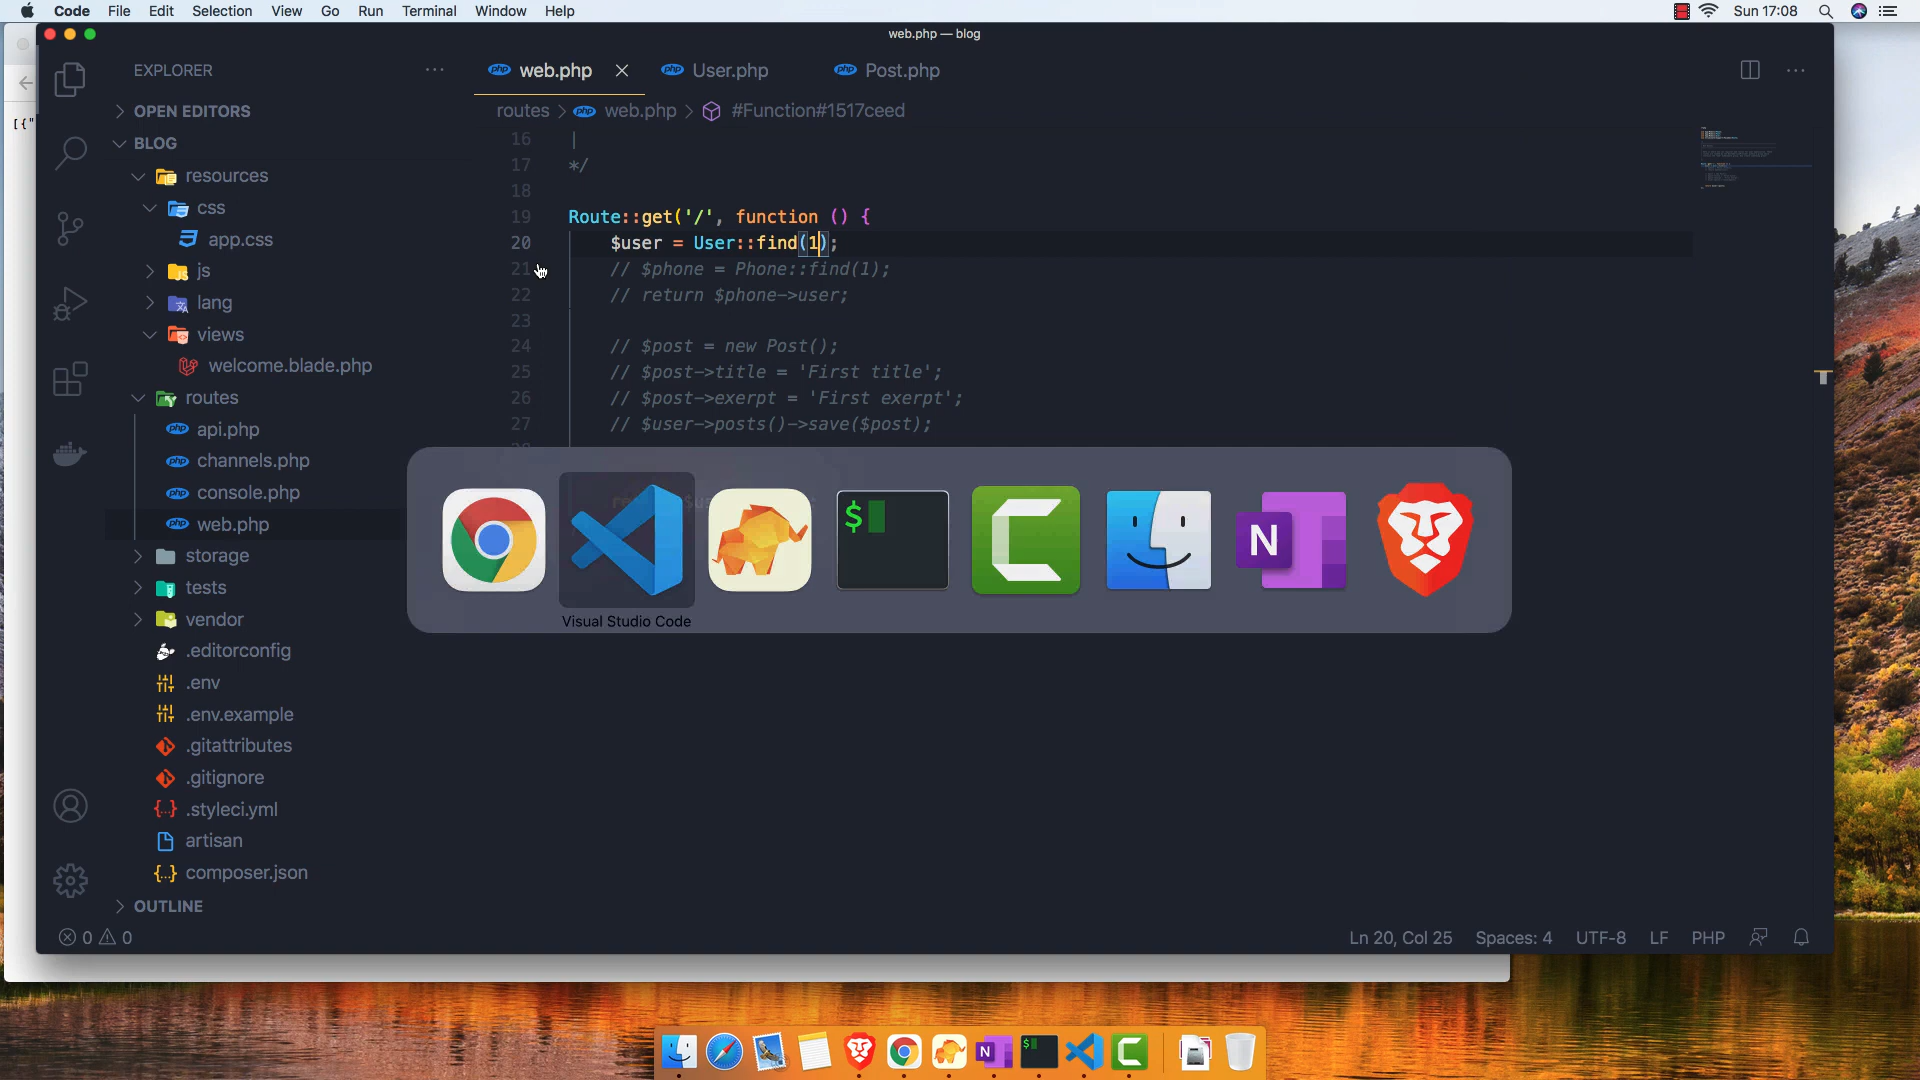 Code File Edit Selection View Go Run Terminal Window Help
Sun 17:08
web.php — blog
EXPLORER
web.php
User.php
Post.php
OPEN EDITORS
routes > web.php > #Function#1517ceed
BLOG
[{"
resources
css
app.css
js
lang
views
welcome.blade.php
routes
api.php
channels.php
console.php
web.php
storage
tests
vendor
.editorconfig
.env
.env.example
.gitattributes
.gitignore
.styleci.yml
artisan
composer.json
OUTLINE
16 |
17 */
18
19 Route::get('/', function () {
20 $user = User::find(1);
21 // $phone = Phone::find(1);
22 // return $phone->user;
23
24 // $post = new Post();
25 // $post->title = 'First title';
26 // $post->exerpt = 'First exerpt';
27 // $user->posts()->save($post);
Visual Studio Code
0 0
Ln 20, Col 25 Spaces: 4 UTF-8 LF PHP